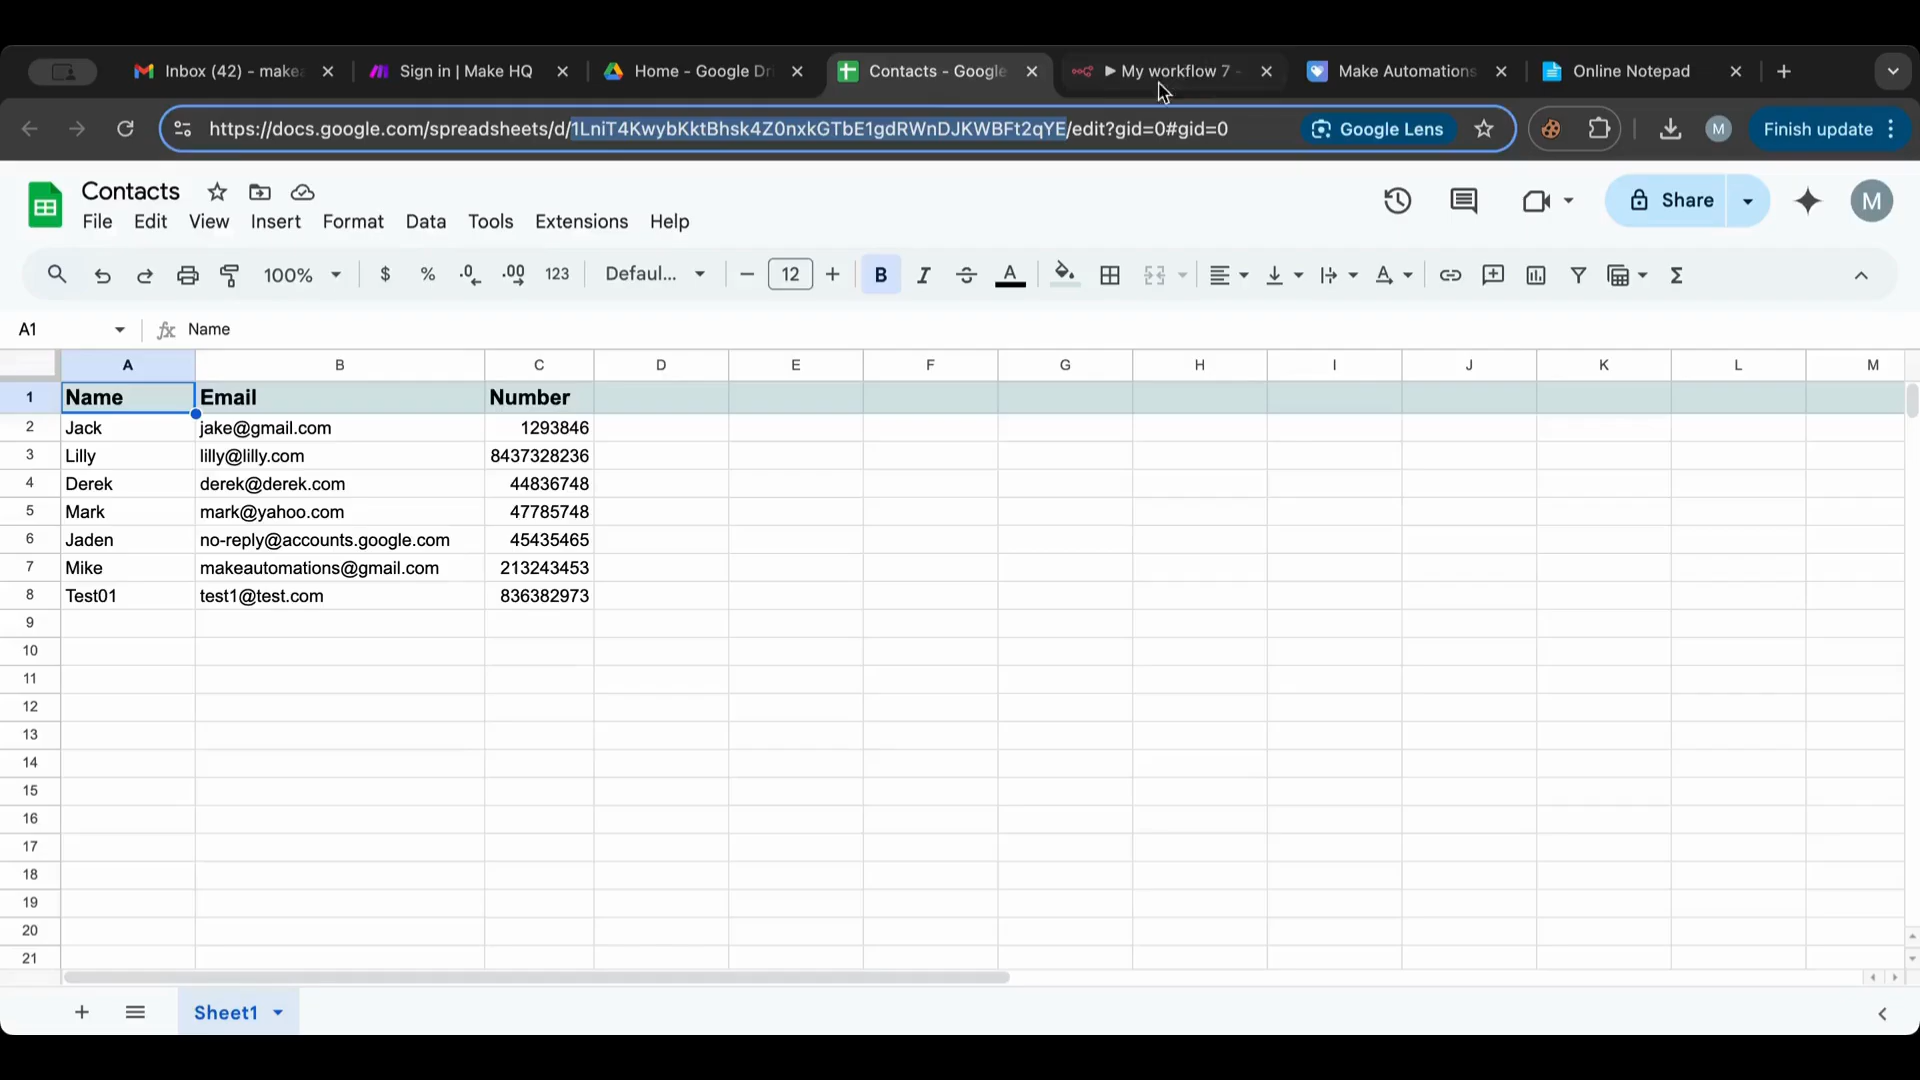 Inbox (42) - make Sign in | Make HQ Home - Google Dri Contacts - Google My workflow 7 - Make Automations Online Notepad
https://docs.google.com/spreadsheets/d/1LniT4KwybKktBhsk4Z0nxkGTbE1gdRWnDJKWBFt2qYE/edit?gid=0#gid=0 Google Lens M Finish update
Contacts
File Edit View Insert Format Data Tools Extensions Help Share M
100% $ % .0 .00 123 Defaul... 12 B I A A Σ
A1 fx Name
A B C D E F G H I J K L M
1 Name Email Number
2 Jack jake@gmail.com 1293846
3 Lilly lilly@lilly.com 8437328236
4 Derek derek@derek.com 44836748
5 Mark mark@yahoo.com 47785748
6 Jaden no-reply@accounts.google.com 45435465
7 Mike makeautomations@gmail.com 213243453
8 Test01 test1@test.com 836382973
9
10
11
12
13
14
15
16
17
18
19
20
21
Sheet1